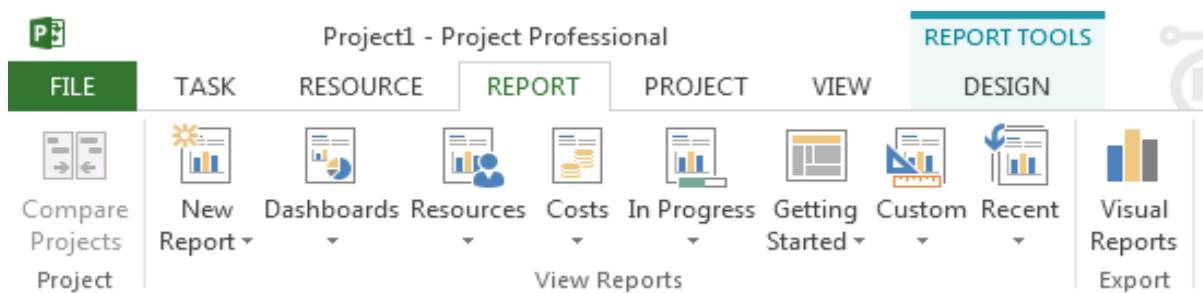 Project1 - Project Professional
REPORT TOOLS
FILE TASK RESOURCE REPORT PROJECT VIEW DESIGN
Compare Projects
New Report
Dashboards
Resources
Costs
In Progress
Getting Started
Custom
Recent
Visual Reports
Project
View Reports
Export